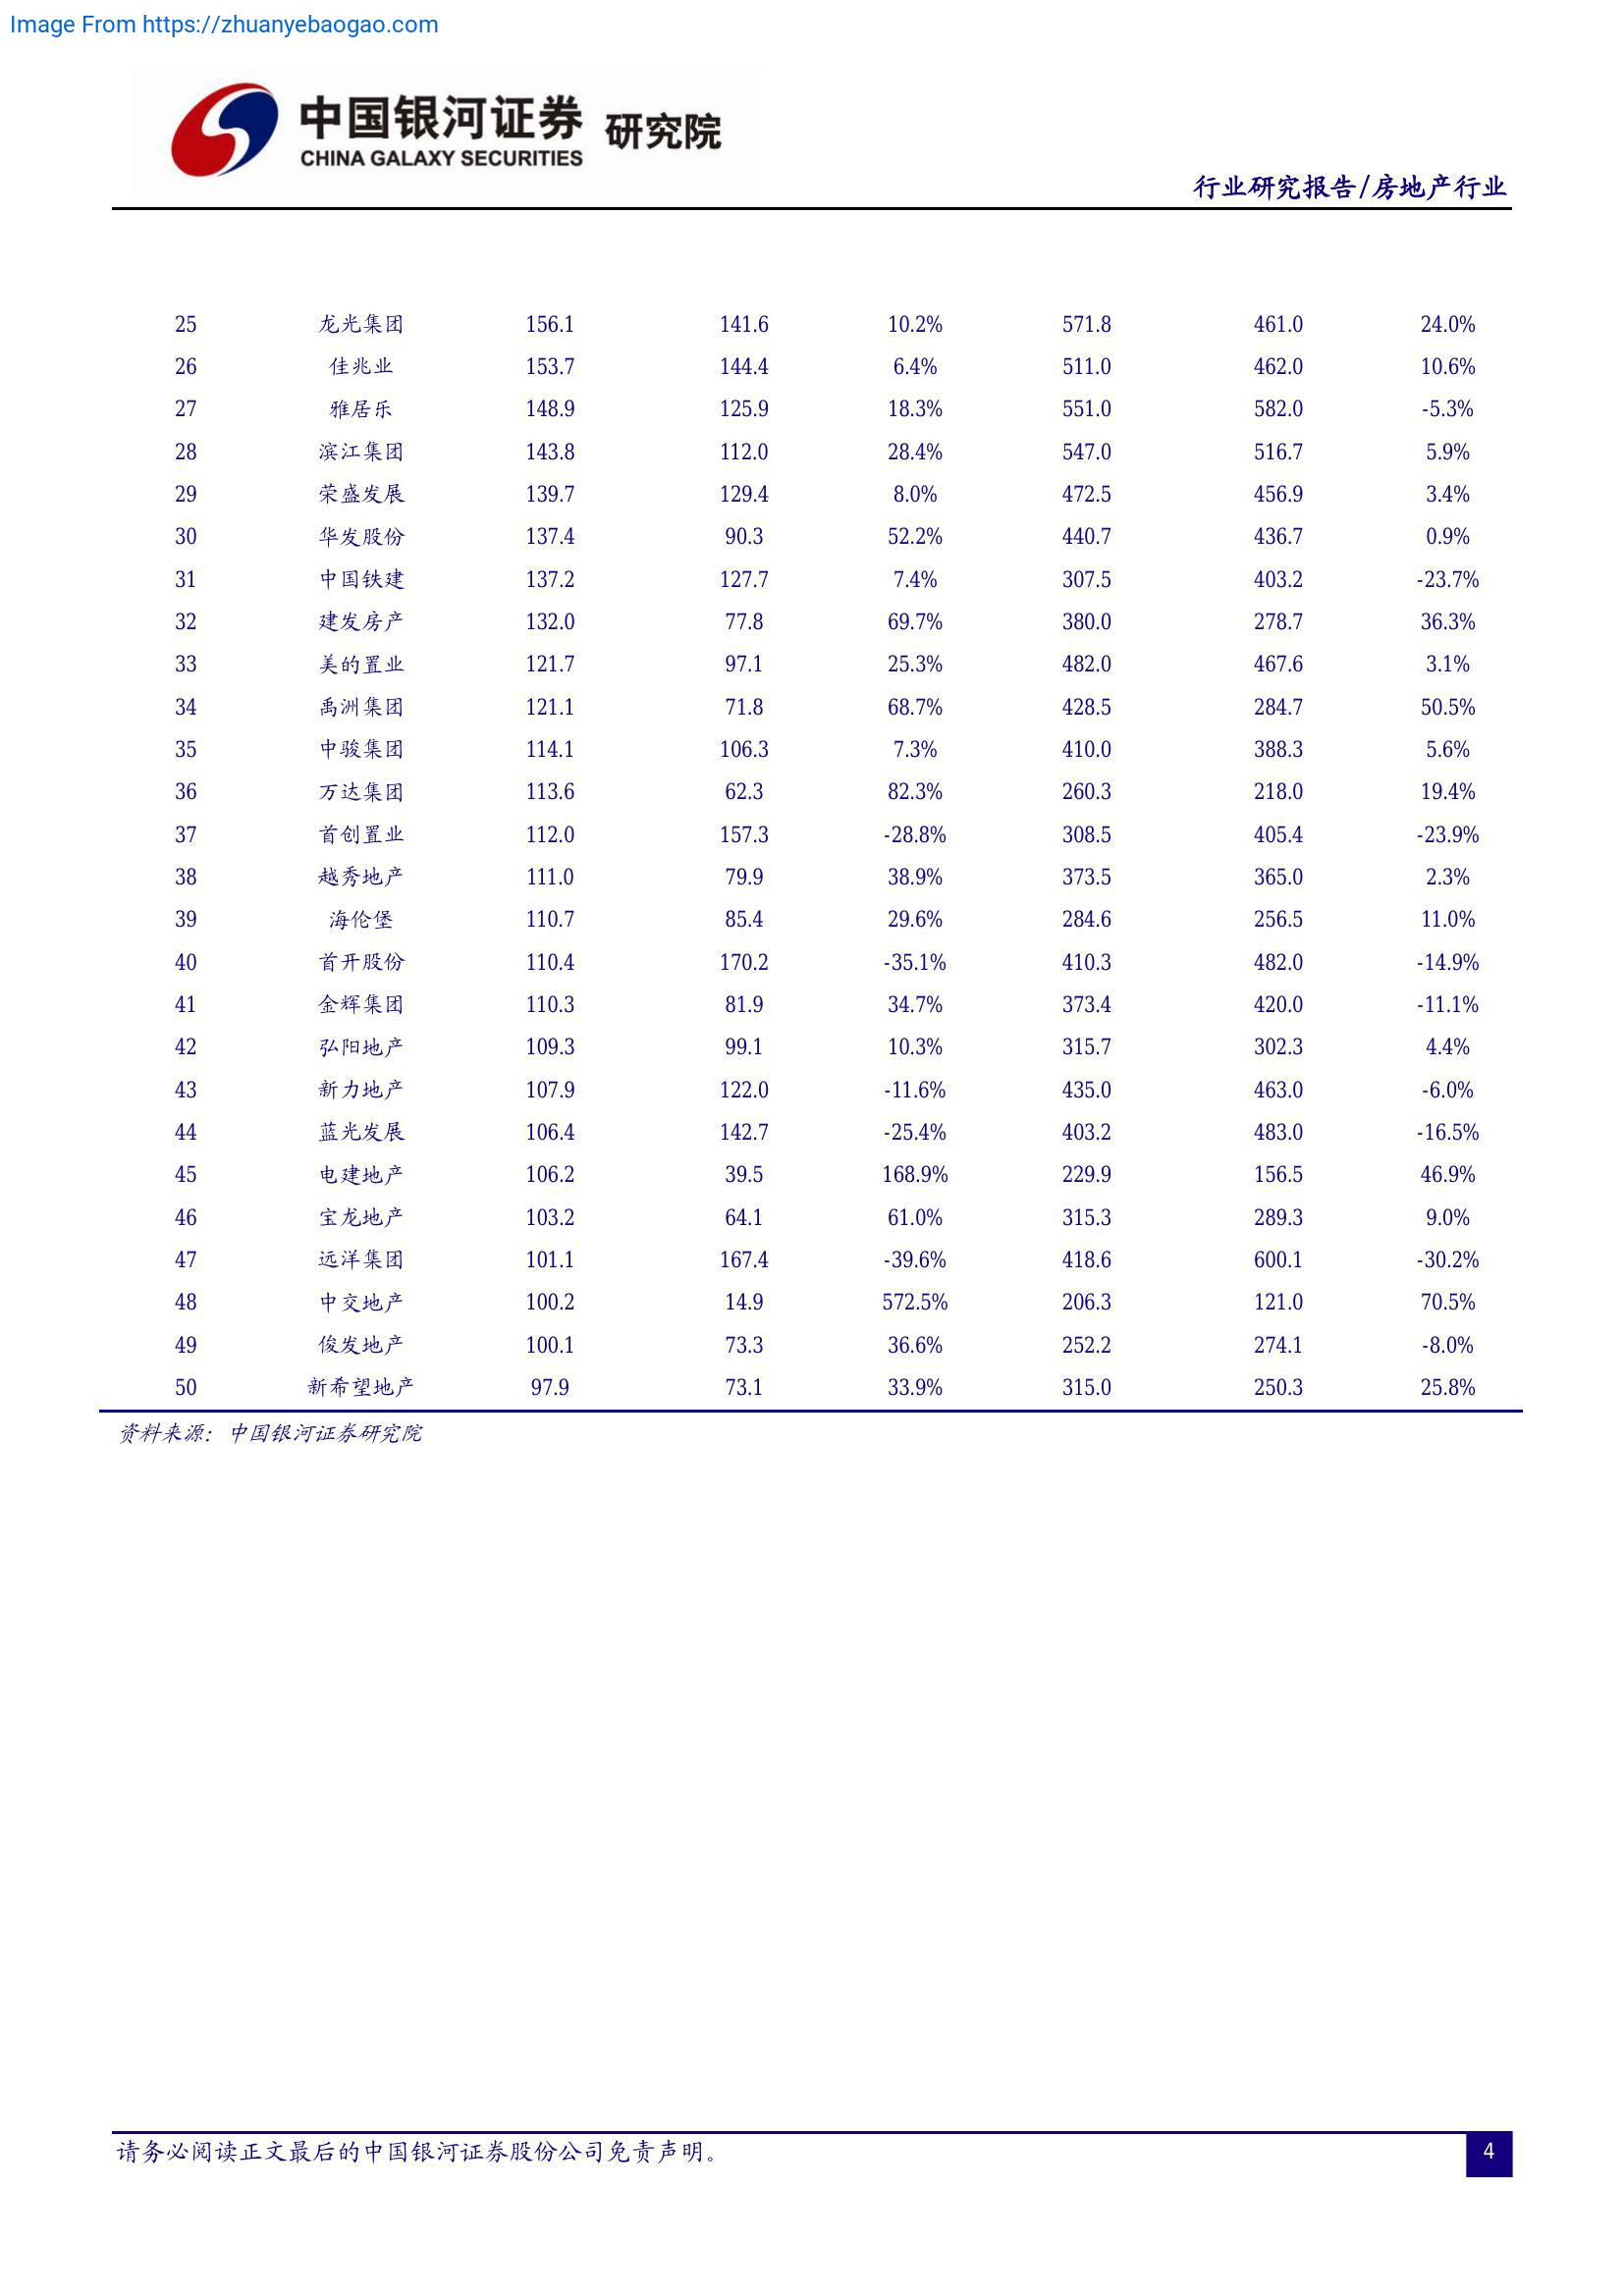 Image From https://zhuanyebaogao.com
中国银河证券 研究院
CHINA GALAXY SECURITIES
行业研究报告/房地产行业
25 龙光集团 156.1 141.6 10.2% 571.8 461.0 24.0%
26 佳兆业 153.7 144.4 6.4% 511.0 462.0 10.6%
27 雅居乐 148.9 125.9 18.3% 551.0 582.0 -5.3%
28 滨江集团 143.8 112.0 28.4% 547.0 516.7 5.9%
29 荣盛发展 139.7 129.4 8.0% 472.5 456.9 3.4%
30 华发股份 137.4 90.3 52.2% 440.7 436.7 0.9%
31 中国铁建 137.2 127.7 7.4% 307.5 403.2 -23.7%
32 建发房产 132.0 77.8 69.7% 380.0 278.7 36.3%
33 美的置业 121.7 97.1 25.3% 482.0 467.6 3.1%
34 禹洲集团 121.1 71.8 68.7% 428.5 284.7 50.5%
35 中骏集团 114.1 106.3 7.3% 410.0 388.3 5.6%
36 万达集团 113.6 62.3 82.3% 260.3 218.0 19.4%
37 首创置业 112.0 157.3 -28.8% 308.5 405.4 -23.9%
38 越秀地产 111.0 79.9 38.9% 373.5 365.0 2.3%
39 海伦堡 110.7 85.4 29.6% 284.6 256.5 11.0%
40 首开股份 110.4 170.2 -35.1% 410.3 482.0 -14.9%
41 金辉集团 110.3 81.9 34.7% 373.4 420.0 -11.1%
42 弘阳地产 109.3 99.1 10.3% 315.7 302.3 4.4%
43 新力地产 107.9 122.0 -11.6% 435.0 463.0 -6.0%
44 蓝光发展 106.4 142.7 -25.4% 403.2 483.0 -16.5%
45 电建地产 106.2 39.5 168.9% 229.9 156.5 46.9%
46 宝龙地产 103.2 64.1 61.0% 315.3 289.3 9.0%
47 远洋集团 101.1 167.4 -39.6% 418.6 600.1 -30.2%
48 中交地产 100.2 14.9 572.5% 206.3 121.0 70.5%
49 俊发地产 100.1 73.3 36.6% 252.2 274.1 -8.0%
50 新希望地产 97.9 73.1 33.9% 315.0 250.3 25.8%
资料来源：中国银河证券研究院
请务必阅读正文最后的中国银河证券股份公司免责声明。
4